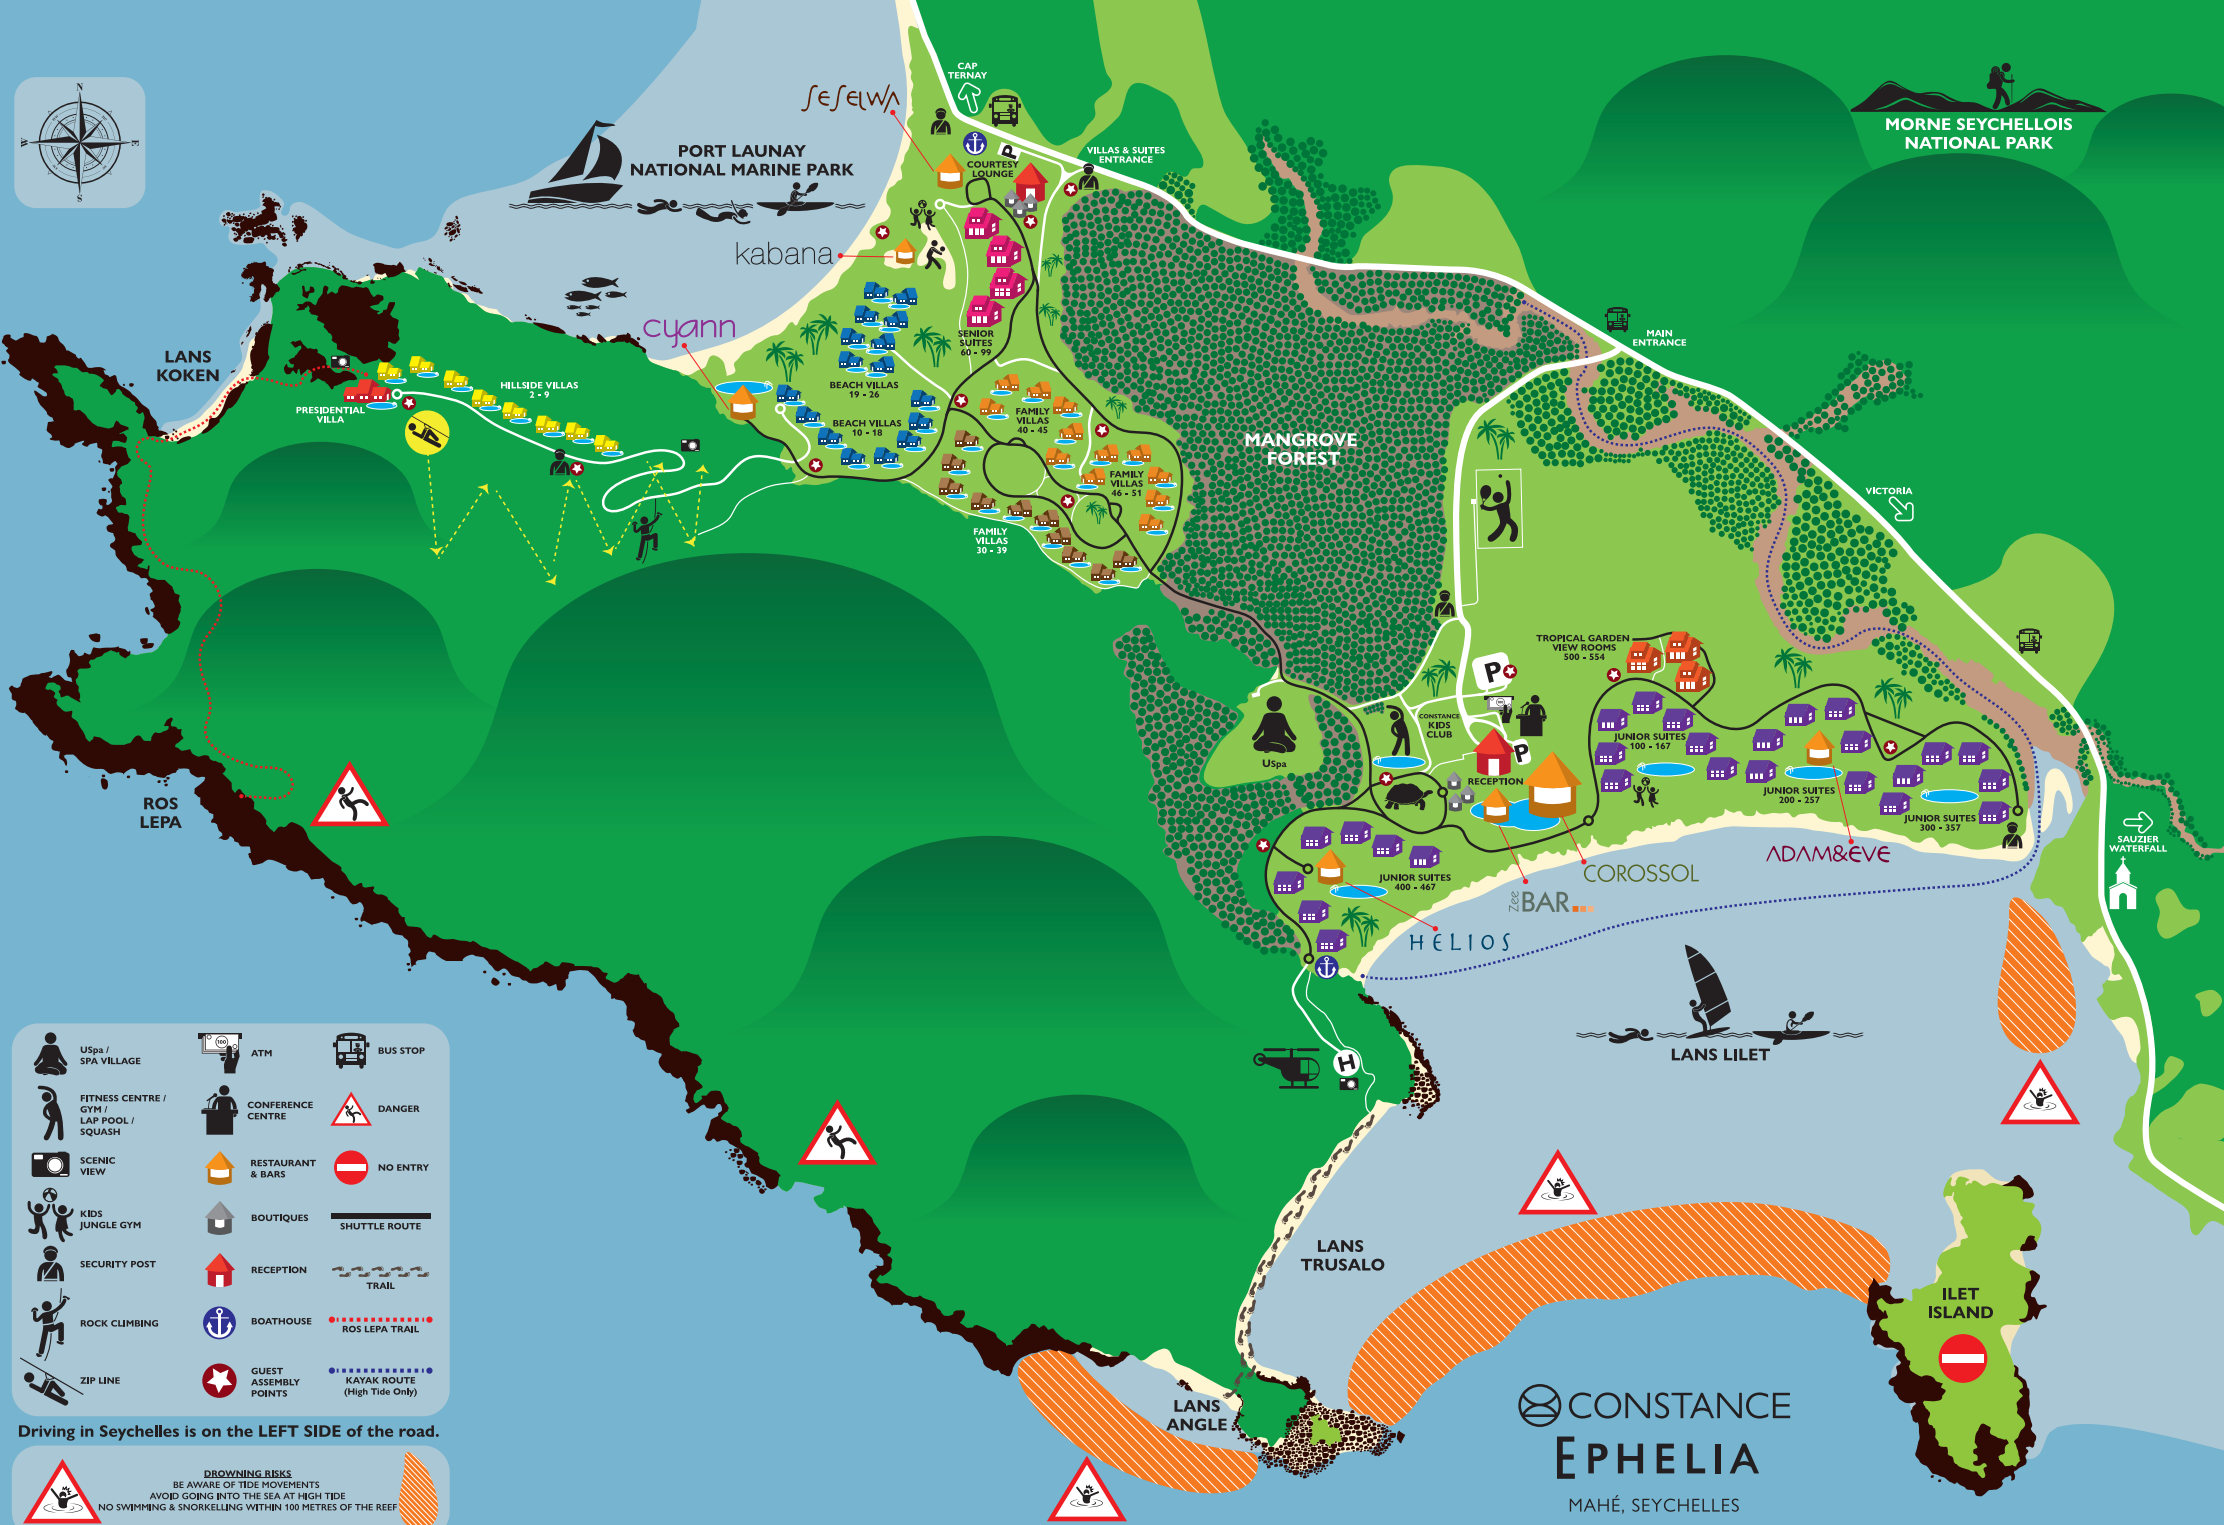 N
W
E
S
SESELWA
CAP
TERNAY
PORT LAUNAY
NATIONAL MARINE PARK
P
COURTESY
LOUNGE
VILLAS & SUITES
ENTRANCE
MORNE SEYCHELLOIS
NATIONAL PARK
kabana
cyann
LANS
KOKEN
PRESIDENTIAL
VILLA
HILLSIDE VILLAS
2 - 9
SENIOR
SUITES
60 - 99
BEACH VILLAS
19 - 26
BEACH VILLAS
10 - 18
FAMILY
VILLAS
40 - 45
FAMILY
VILLAS
46 - 51
FAMILY
VILLAS
30 - 39
MAIN
ENTRANCE
MANGROVE
FOREST
VICTORIA
TROPICAL GARDEN
VIEW ROOMS
500 - 554
P
CONSTANCE
KIDS
CLUB
P
RECEPTION
USpa
JUNIOR SUITES
100 - 167
JUNIOR SUITES
200 - 257
JUNIOR SUITES
300 - 357
JUNIOR SUITES
400 - 467
ADAM&EVE
COROSSOL
Zee BAR
HELIOS
SAUZIER
WATERFALL
ROS
LEPA
LANS LILET
H
LANS
TRUSALO
LANS
ANGLE
ILET
ISLAND
USpa /
SPA VILLAGE
FITNESS CENTRE /
GYM /
LAP POOL /
SQUASH
SCENIC
VIEW
KIDS
JUNGLE GYM
SECURITY POST
ROCK CLIMBING
ZIP LINE
100
ATM
CONFERENCE
CENTRE
RESTAURANT
& BARS
BOUTIQUES
RECEPTION
BOATHOUSE
GUEST
ASSEMBLY
POINTS
BUS STOP
DANGER
NO ENTRY
SHUTTLE ROUTE
TRAIL
ROS LEPA TRAIL
KAYAK ROUTE
(High Tide Only)
Driving in Seychelles is on the LEFT SIDE of the road.
DROWNING RISKS
BE AWARE OF TIDE MOVEMENTS
AVOID GOING INTO THE SEA AT HIGH TIDE
NO SWIMMING & SNORKELLING WITHIN 100 METRES OF THE REEF
CONSTANCE
EPHELIA
MAHÉ, SEYCHELLES